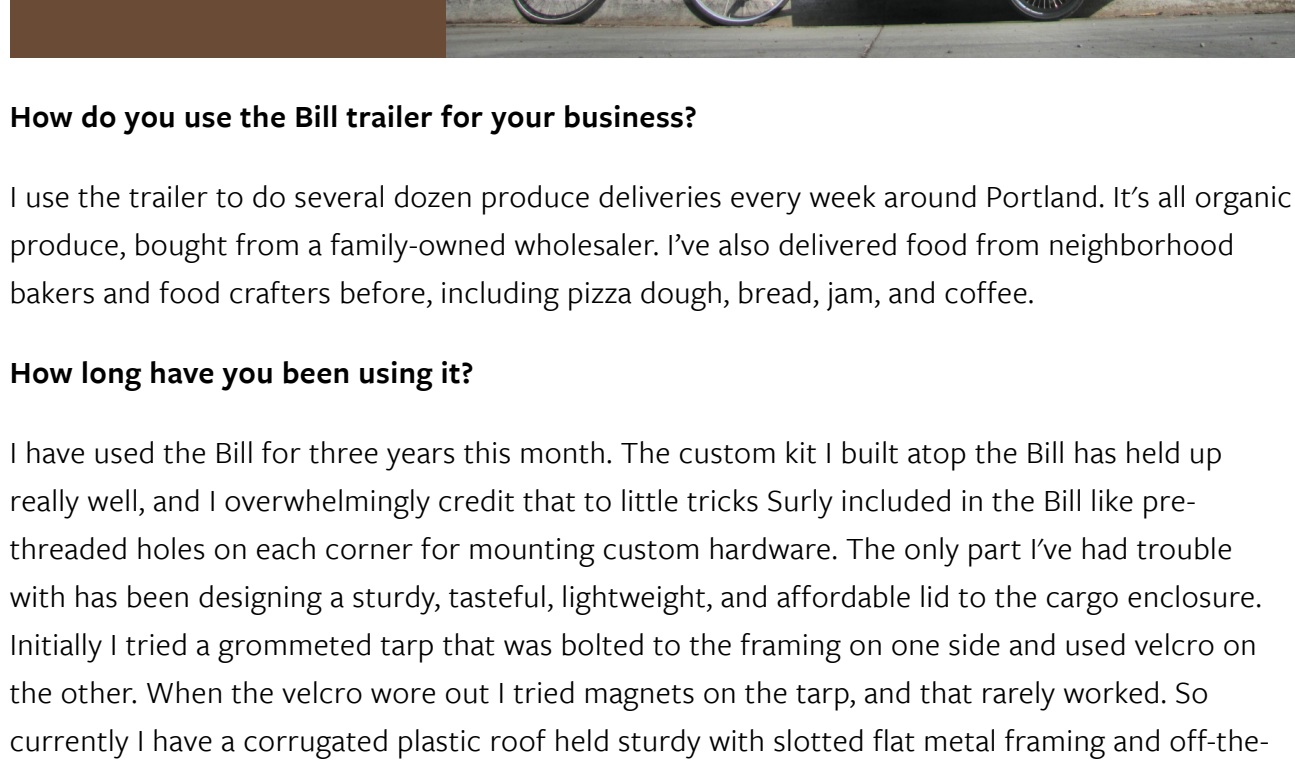 How do you use the Bill trailer for your business?
I use the trailer to do several dozen produce deliveries every week around Portland. It's all organic
produce, bought from a family-owned wholesaler. I’ve also delivered food from neighborhood
bakers and food crafters before, including pizza dough, bread, jam, and coffee.
How long have you been using it?
I have used the Bill for three years this month. The custom kit I built atop the Bill has held up
really well, and I overwhelmingly credit that to little tricks Surly included in the Bill like pre-
threaded holes on each corner for mounting custom hardware. The only part I've had trouble
with has been designing a sturdy, tasteful, lightweight, and affordable lid to the cargo enclosure.
Initially I tried a grommeted tarp that was bolted to the framing on one side and used velcro on
the other. When the velcro wore out I tried magnets on the tarp, and that rarely worked. So
currently I have a corrugated plastic roof held sturdy with slotted flat metal framing and off-the-